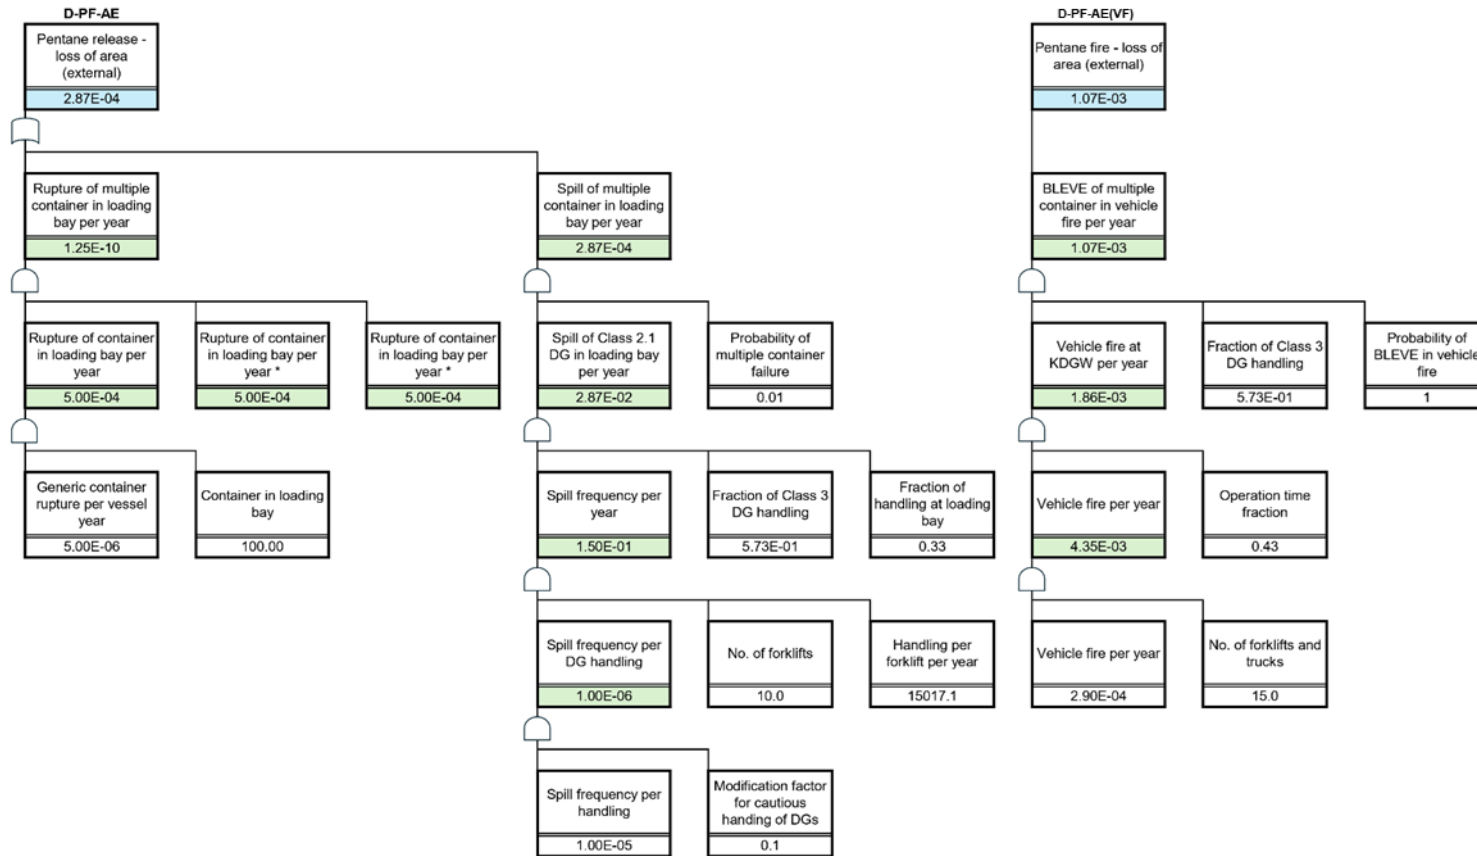 D-PF-AE
Pentane release -
loss of area
(external)
2.87E-04
D-PF-AE(VF)
Pentane fire - loss of
area (external)
1.07E-03
Rupture of multiple
container in loading
bay per year
1.25E-10
Spill of multiple
container in loading
bay per year
2.87E-04
BLEVE of multiple
container in vehicle
fire per year
1.07E-03
Rupture of container
in loading bay per
year
5.00E-04
Rupture of container
in loading bay per
year *
5.00E-04
Rupture of container
in loading bay per
year *
5.00E-04
Spill of Class 2.1
DG in loading bay
per year
2.87E-02
Probability of
multiple container
failure
0.01
Vehicle fire at
KDGW per year
1.86E-03
Fraction of Class 3
DG handling
5.73E-01
Probability of
BLEVE in vehicle
fire
1
Generic container
rupture per vessel
year
5.00E-06
Container in loading
bay
100.00
Spill frequency per
year
1.50E-01
Fraction of Class 3
DG handling
5.73E-01
Fraction of
handling at loading
bay
0.33
Vehicle fire per year
4.35E-03
Operation time
fraction
0.43
Spill frequency per
DG handling
1.00E-06
No. of forklifts
10.0
Handling per
forklift per year
15017.1
Vehicle fire per year
2.90E-04
No. of forklifts and
trucks
15.0
Spill frequency per
handling
1.00E-05
Modification factor
for cautious
handing of DGs
0.1